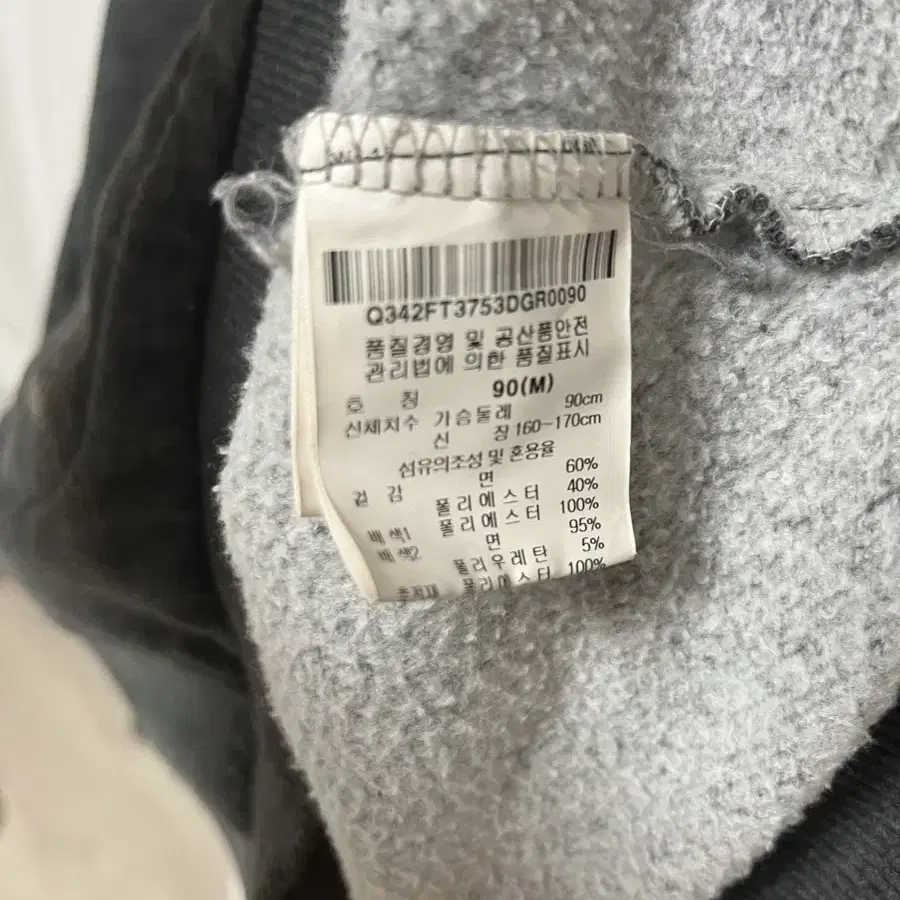 Q342FT3753DGR0090
품질경영 및 공산품안전
관리법에 의한 품질표시
호 칭 90(M)
신체치수 가슴둘레 90cm
신 장 160-170cm
섬유의조성 및 혼용율
겉 감 면 60%
폴리에스터 40%
배색1 폴리에스터 100%
배색2 면 95%
폴리우레탄 5%
충전재 폴리에스터 100%